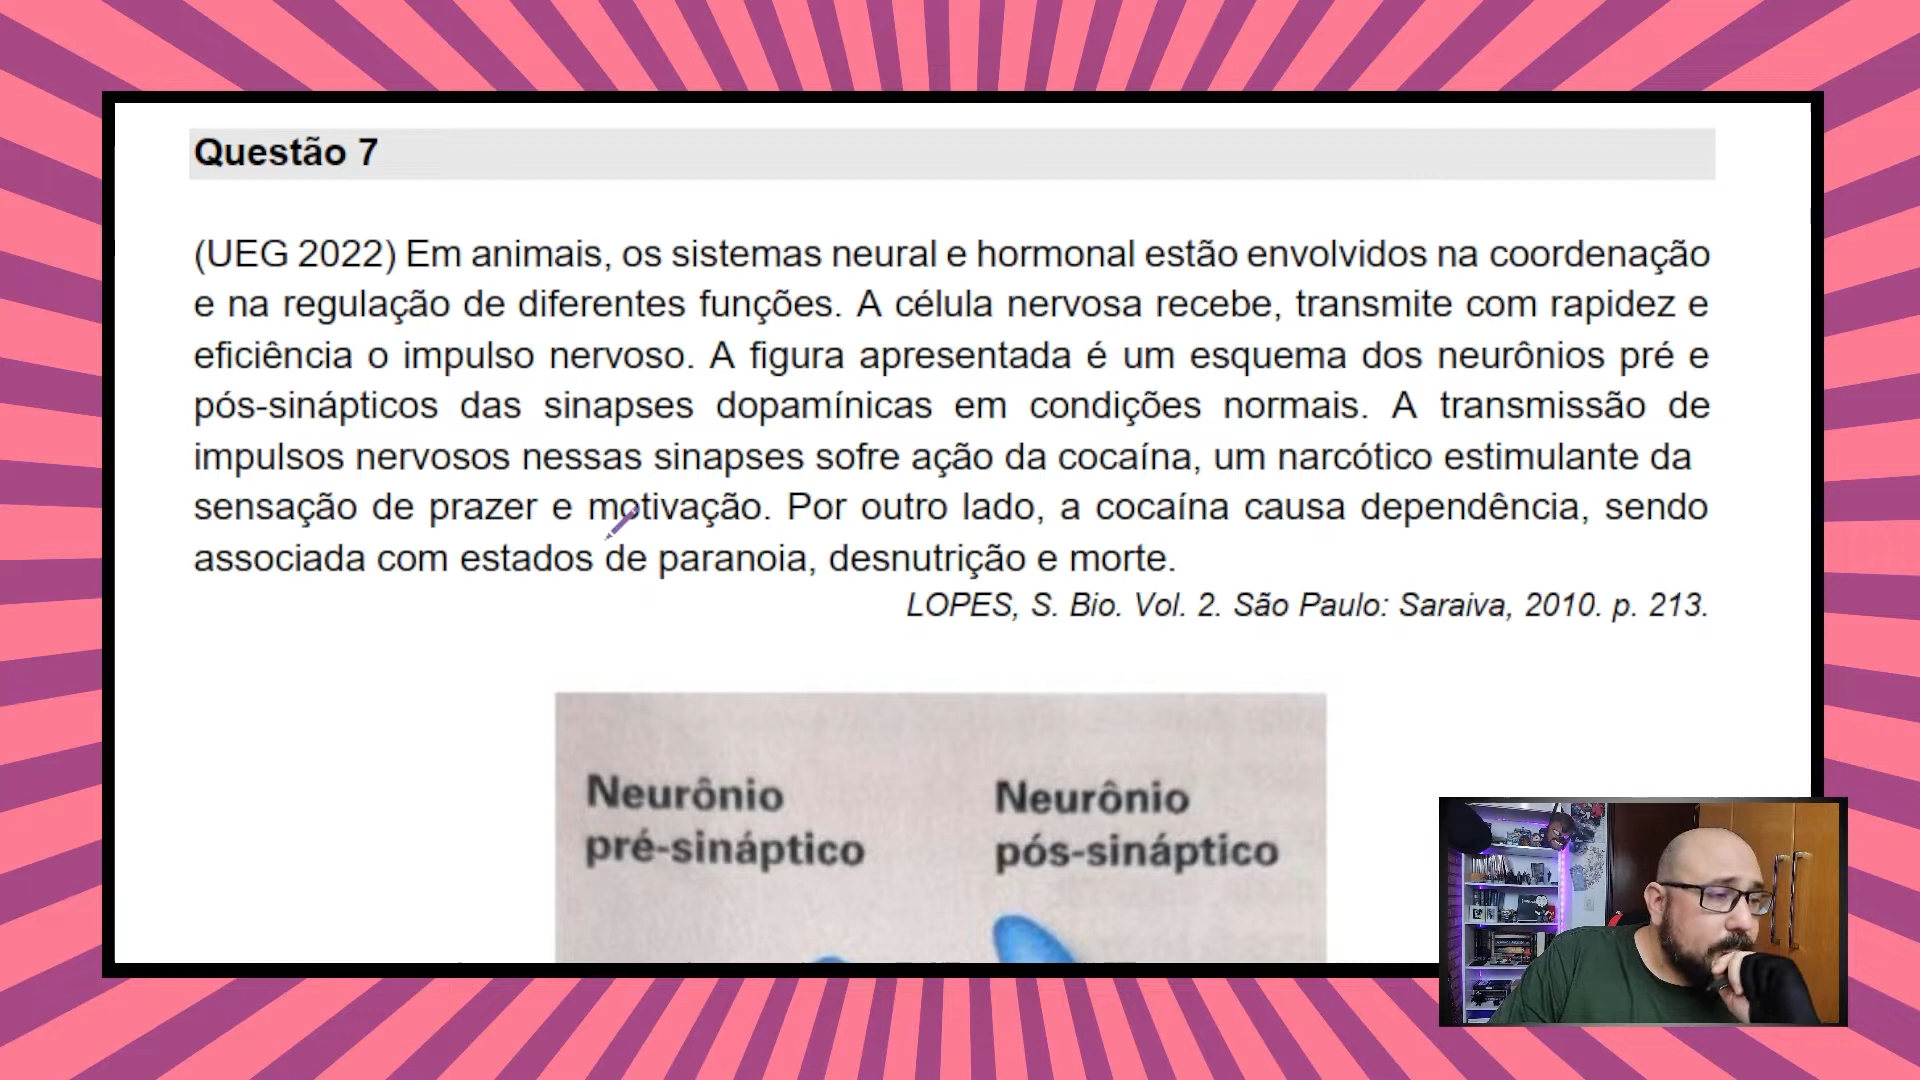 Questão 7
(UEG 2022) Em animais, os sistemas neural e hormonal estão envolvidos na coordenação
e na regulação de diferentes funções. A célula nervosa recebe, transmite com rapidez e
eficiência o impulso nervoso. A figura apresentada é um esquema dos neurônios pré e
pós-sinápticos das sinapses dopamínicas em condições normais. A transmissão de
impulsos nervosos nessas sinapses sofre ação da cocaína, um narcótico estimulante da
sensação de prazer e motivação. Por outro lado, a cocaína causa dependência, sendo
associada com estados de paranoia, desnutrição e morte.
LOPES, S. Bio. Vol. 2. São Paulo: Saraiva, 2010. p. 213.
Neurônio
pré-sináptico
Neurônio
pós-sináptico